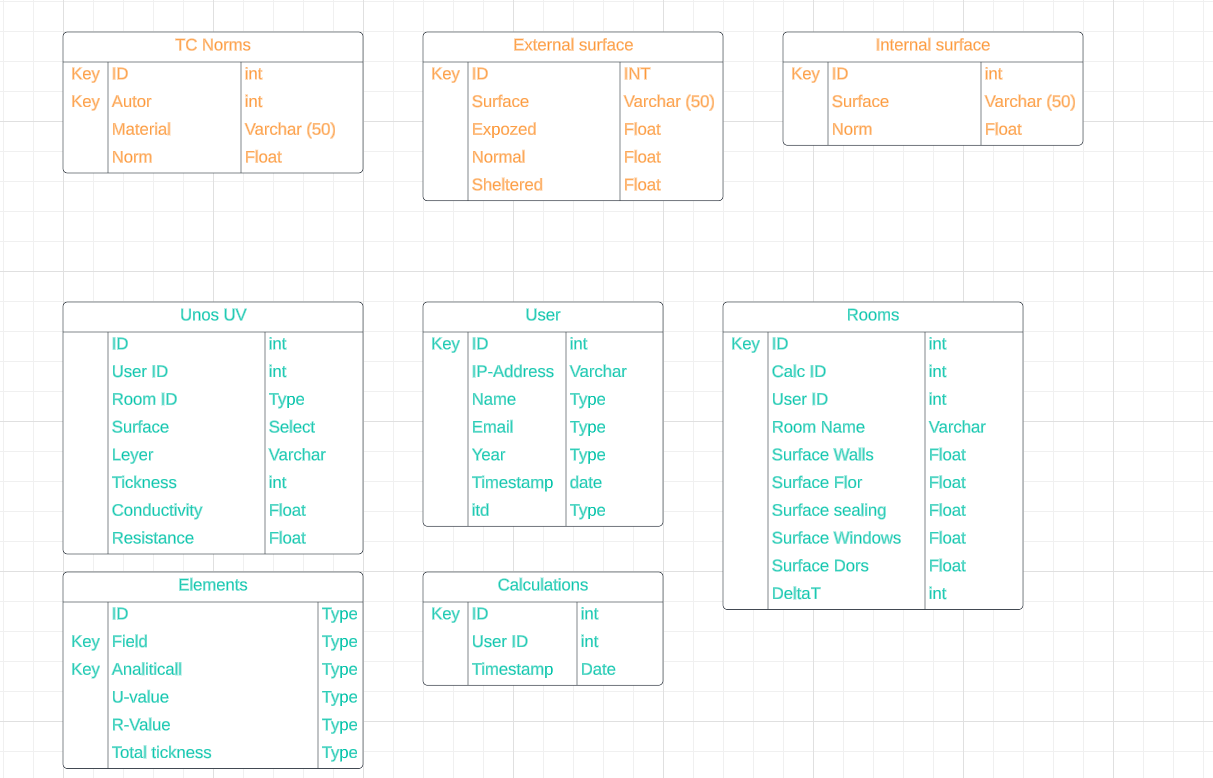 TC Norms
Key ID int
Key Autor int
Material Varchar (50)
Norm Float
External surface
Key ID INT
Surface Varchar (50)
Expozed Float
Normal Float
Sheltered Float
Internal surface
Key ID int
Surface Varchar (50)
Norm Float
Unos UV
ID int
User ID int
Room ID Type
Surface Select
Leyer Varchar
Tickness int
Conductivity Float
Resistance Float
User
Key ID int
IP-Address Varchar
Name Type
Email Type
Year Type
Timestamp date
itd Type
Rooms
Key ID int
Calc ID int
User ID int
Room Name Varchar
Surface Walls Float
Surface Flor Float
Surface sealing Float
Surface Windows Float
Surface Dors Float
DeltaT int
Elements
ID Type
Key Field Type
Key Analiticall Type
U-value Type
R-Value Type
Total tickness Type
Calculations
Key ID int
User ID int
Timestamp Date